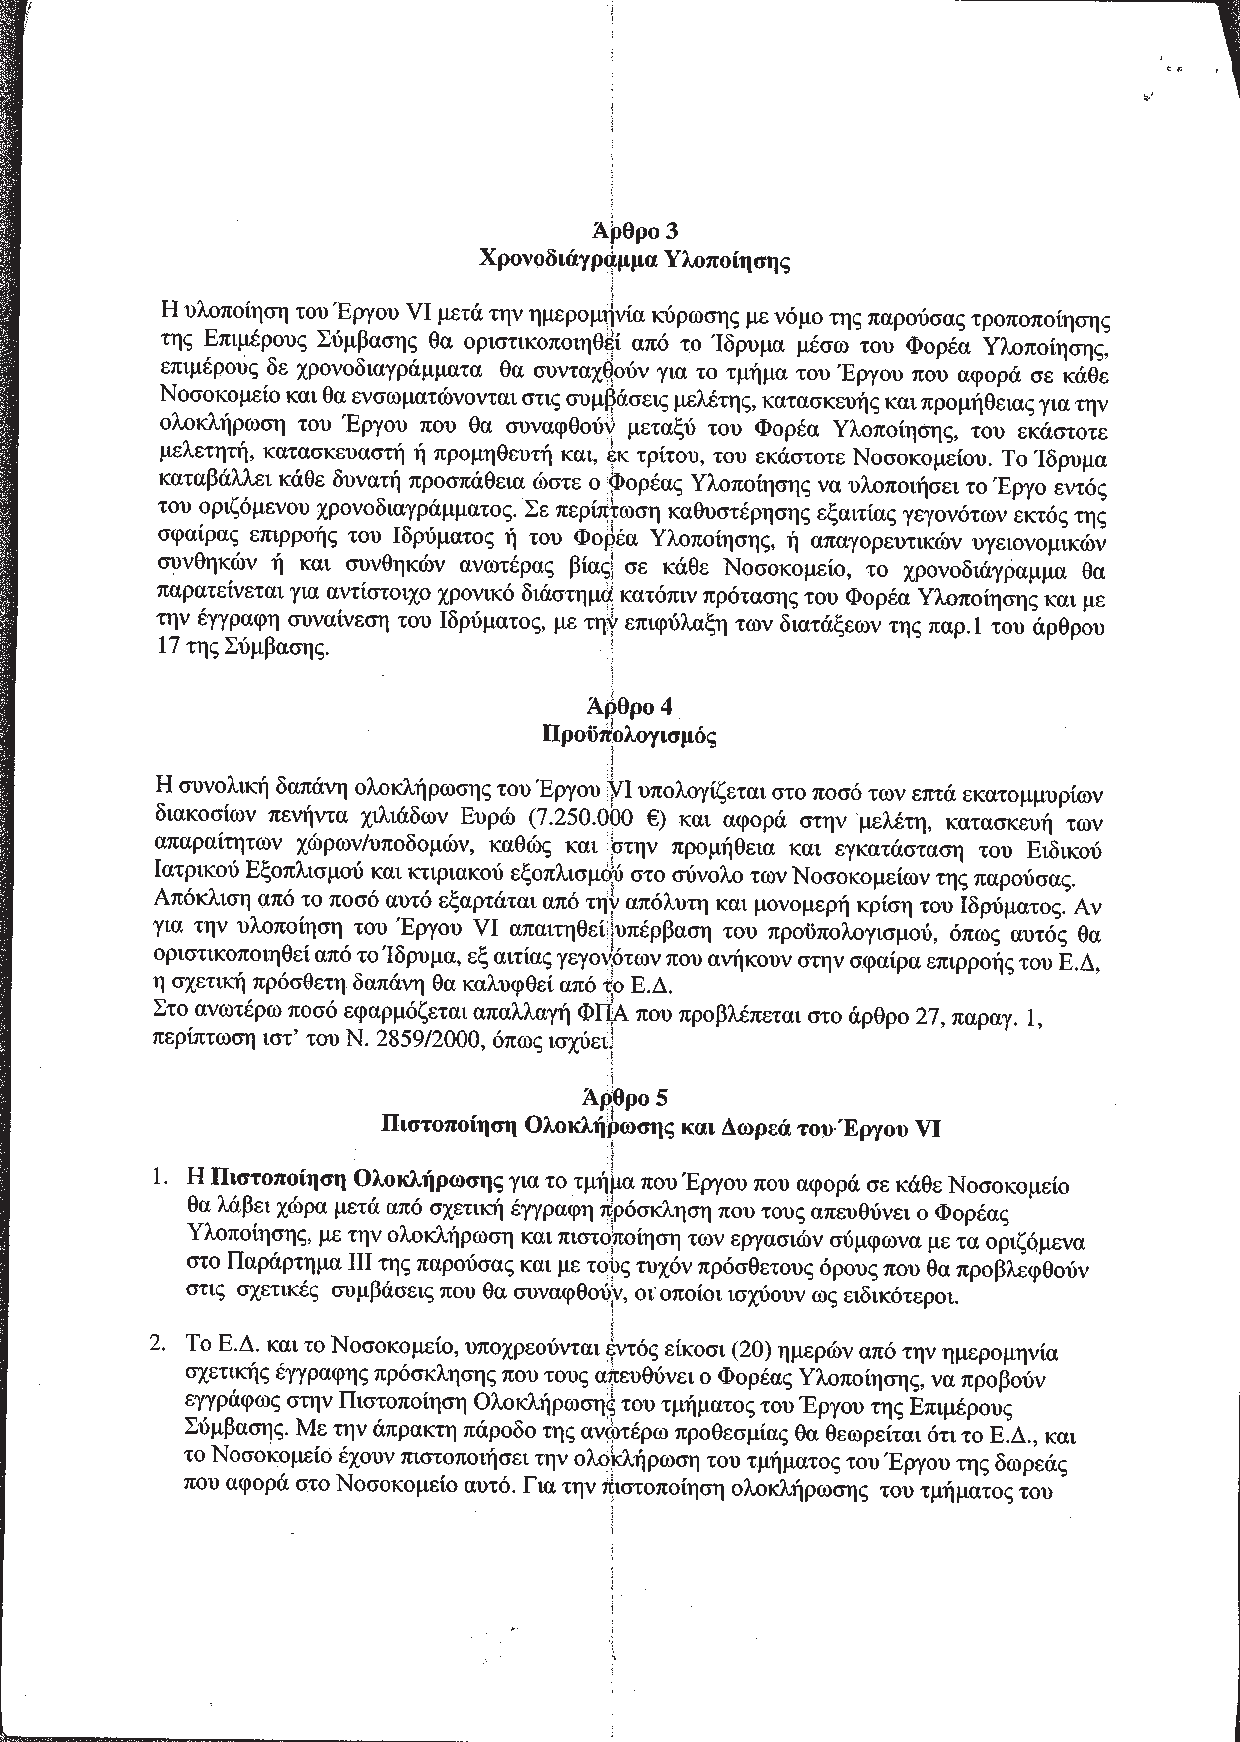 Άρθρο 3
Χρονοδιάγραμμα Υλοποίησης
Η υλοποίηση του Έργου VI μετά την ημερομηνία κύρωσης με νόμο της παρούσας τροποποίησης
της Επιμέρους Σύμβασης θα οριστικοποιηθεί από το Ίδρυμα μέσω του Φορέα Υλοποίησης,
επιμέρους δε χρονοδιαγράμματα θα συνταχθούν για το τμήμα του Έργου που αφορά σε κάθε
Νοσοκομείο και θα ενσωματώνονται στις συμβάσεις μελέτης, κατασκευής και προμήθειας για την
ολοκλήρωση του Έργου που θα συναφθούν μεταξύ του Φορέα Υλοποίησης, του εκάστοτε
μελετητή, κατασκευαστή ή προμηθευτή και, εκ τρίτου, του εκάστοτε Νοσοκομείου. Το Ίδρυμα
καταβάλλει κάθε δυνατή προσπάθεια ώστε ο Φορέας Υλοποίησης να υλοποιήσει το Έργο εντός
του οριζόμενου χρονοδιαγράμματος. Σε περίπτωση καθυστέρησης εξαιτίας γεγονότων εκτός της
σφαίρας επιρροής του Ιδρύματος ή του Φορέα Υλοποίησης, ή απαγορευτικών υγειονομικών
συνθηκών ή και συνθηκών ανωτέρας βίας σε κάθε Νοσοκομείο, το χρονοδιάγραμμα θα
παρατείνεται για αντίστοιχο χρονικό διάστημα κατόπιν πρότασης του Φορέα Υλοποίησης και με
την έγγραφη συναίνεση του Ιδρύματος, με την επιφύλαξη των διατάξεων της παρ.1 του άρθρου
17 της Σύμβασης.
Άρθρο 4
Προϋπολογισμός
Η συνολική δαπάνη ολοκλήρωσης του Έργου VI υπολογίζεται στο ποσό των επτά εκατομμυρίων
διακοσίων πενήντα χιλιάδων Ευρώ (7.250.000 €) και αφορά στην μελέτη, κατασκευή των
απαραίτητων χώρων/υποδομών, καθώς και στην προμήθεια και εγκατάσταση του Ειδικού
Ιατρικού Εξοπλισμού και κτιριακού εξοπλισμού στο σύνολο των Νοσοκομείων της παρούσας.
Απόκλιση από το ποσό αυτό εξαρτάται από την απόλυτη και μονομερή κρίση του Ιδρύματος. Αν
για την υλοποίηση του Έργου VI απαιτηθεί υπέρβαση του προϋπολογισμού, όπως αυτός θα
οριστικοποιηθεί από το Ίδρυμα, εξ αιτίας γεγονότων που ανήκουν στην σφαίρα επιρροής του Ε.Δ,
η σχετική πρόσθετη δαπάνη θα καλυφθεί από το Ε.Δ.
Στο ανωτέρω ποσό εφαρμόζεται απαλλαγή ΦΠΑ που προβλέπεται στο άρθρο 27, παραγ. 1,
περίπτωση ιστ’ του Ν. 2859/2000, όπως ισχύει.
Άρθρο 5
Πιστοποίηση Ολοκλήρωσης και Δωρεά του Έργου VI
1. Η Πιστοποίηση Ολοκλήρωσης για το τμήμα που Έργου που αφορά σε κάθε Νοσοκομείο
θα λάβει χώρα μετά από σχετική έγγραφη πρόσκληση που τους απευθύνει ο Φορέας
Υλοποίησης, με την ολοκλήρωση και πιστοποίηση των εργασιών σύμφωνα με τα οριζόμενα
στο Παράρτημα ΙΙΙ της παρούσας και με τους τυχόν πρόσθετους όρους που θα προβλεφθούν
στις σχετικές συμβάσεις που θα συναφθούν, οι οποίοι ισχύουν ως ειδικότεροι.
2. Το Ε.Δ. και το Νοσοκομείο, υποχρεούνται εντός είκοσι (20) ημερών από την ημερομηνία
σχετικής έγγραφης πρόσκλησης που τους απευθύνει ο Φορέας Υλοποίησης, να προβούν
εγγράφως στην Πιστοποίηση Ολοκλήρωσης του τμήματος του Έργου της Επιμέρους
Σύμβασης. Με την άπρακτη πάροδο της ανωτέρω προθεσμίας θα θεωρείται ότι το Ε.Δ., και
το Νοσοκομείο έχουν πιστοποιήσει την ολοκλήρωση του τμήματος του Έργου της δωρεάς
που αφορά στο Νοσοκομείο αυτό. Για την πιστοποίηση ολοκλήρωσης του τμήματος του